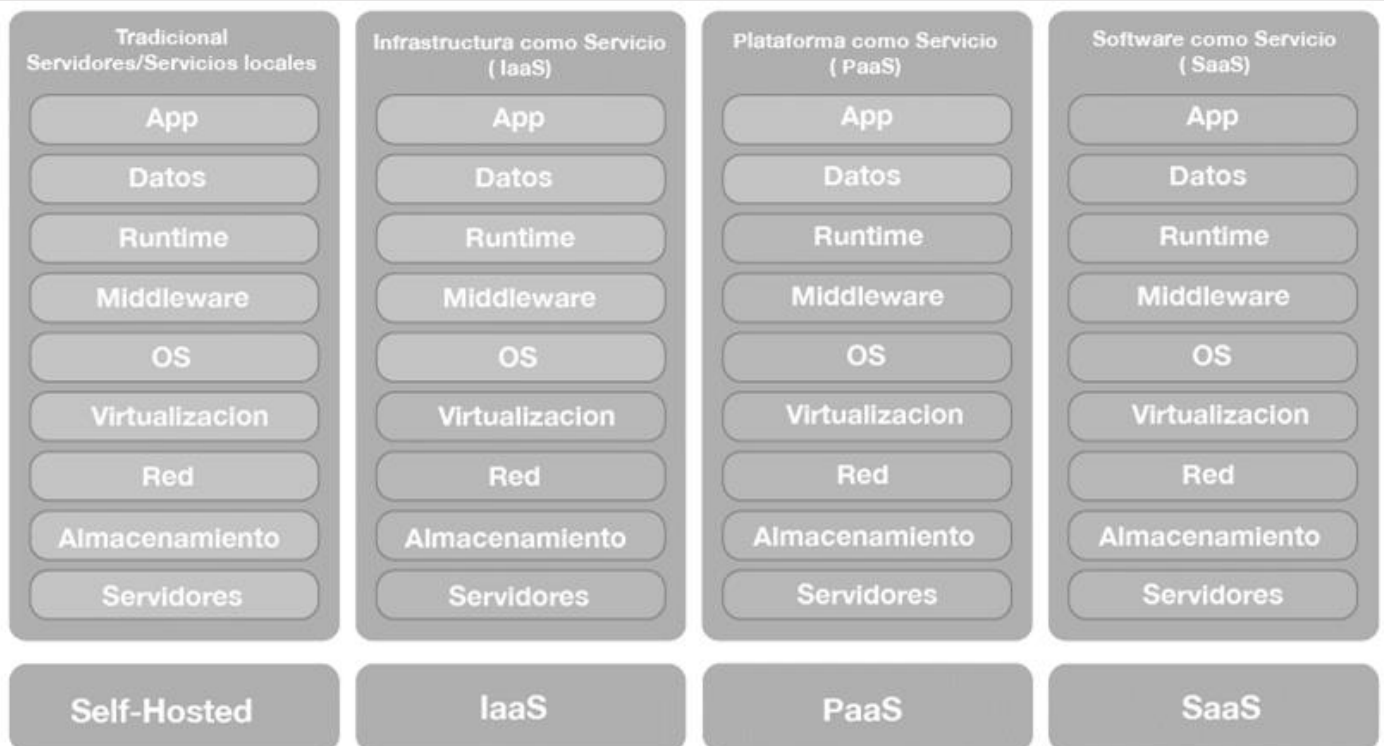 Tradicional
Servidores/Servicios locales
App
Datos
Runtime
Middleware
OS
Virtualizacion
Red
Almacenamiento
Servidores
Self-Hosted
Infrastructura como Servicio
( IaaS)
App
Datos
Runtime
Middleware
OS
Virtualizacion
Red
Almacenamiento
Servidores
IaaS
Plataforma como Servicio
( PaaS)
App
Datos
Runtime
Middleware
OS
Virtualizacion
Red
Almacenamiento
Servidores
PaaS
Software como Servicio
( SaaS)
App
Datos
Runtime
Middleware
OS
Virtualizacion
Red
Almacenamiento
Servidores
SaaS